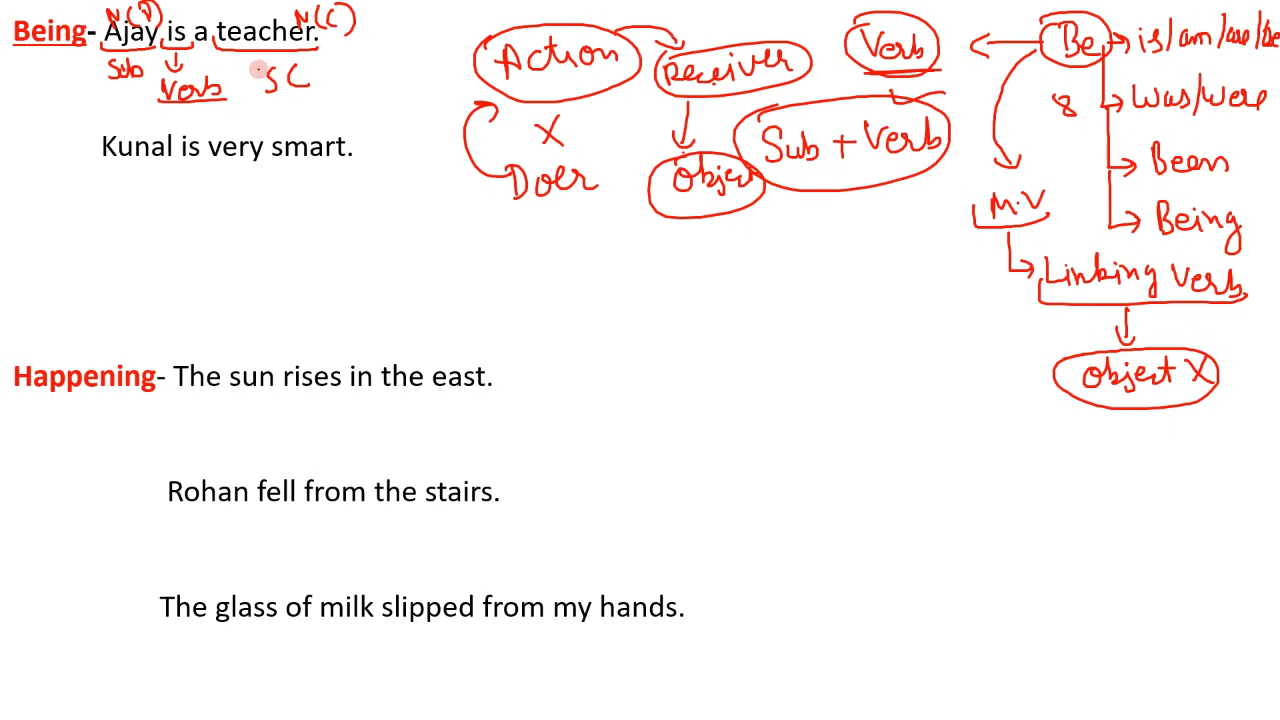 N(P) N(C)
Being- Ajay is a teacher.
Sub SC
Verb
Kunal is very smart.
Action
Receiver
X
Doer
Object
Verb
Sub + Verb
Be is/am/are/be
8 Was/were
Been
Being
M.V
Linking Verb
Object X
Happening- The sun rises in the east.
Rohan fell from the stairs.
The glass of milk slipped from my hands.